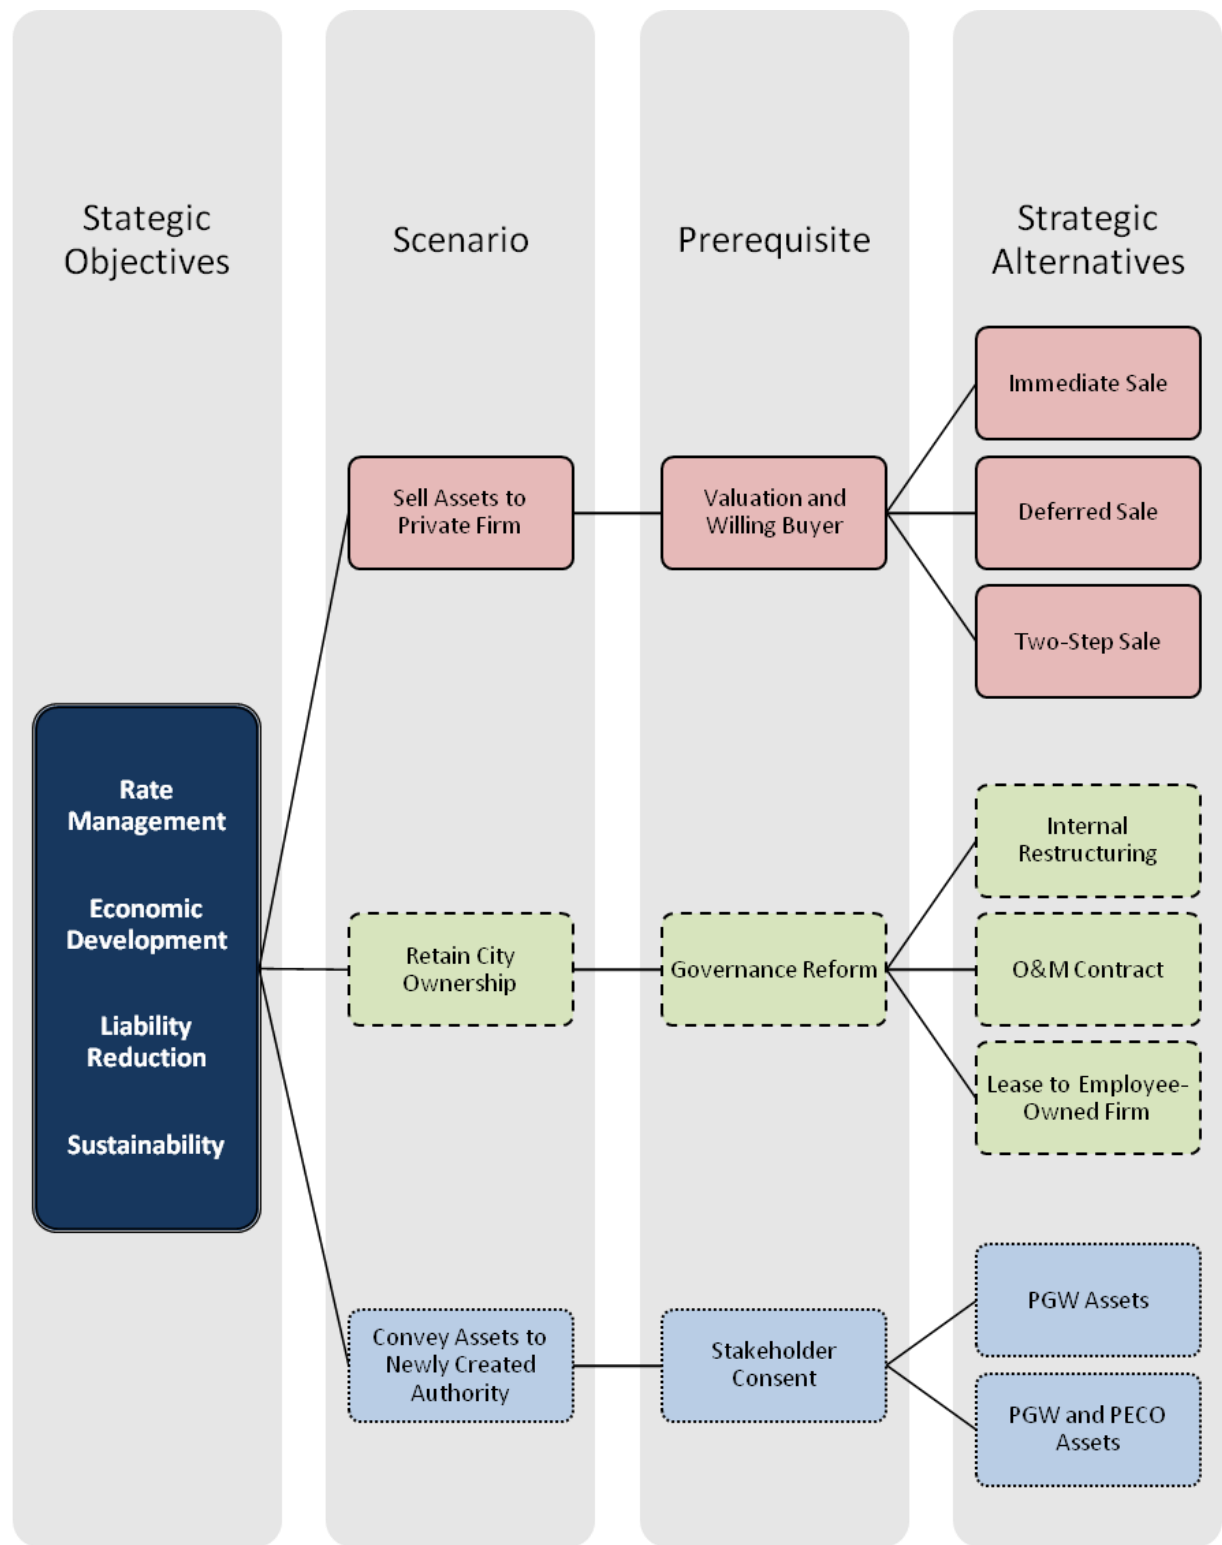 Stategic
Objectives
Scenario
Prerequisite
Strategic
Alternatives
Rate
Management
Economic
Development
Liability
Reduction
Sustainability
Sell Assets to
Private Firm
Valuation and
Willing Buyer
Immediate Sale
Deferred Sale
Two-Step Sale
Retain City
Ownership
Governance Reform
Internal
Restructuring
O&M Contract
Lease to Employee-
Owned Firm
Convey Assets to
Newly Created
Authority
Stakeholder
Consent
PGW Assets
PGW and PECO
Assets